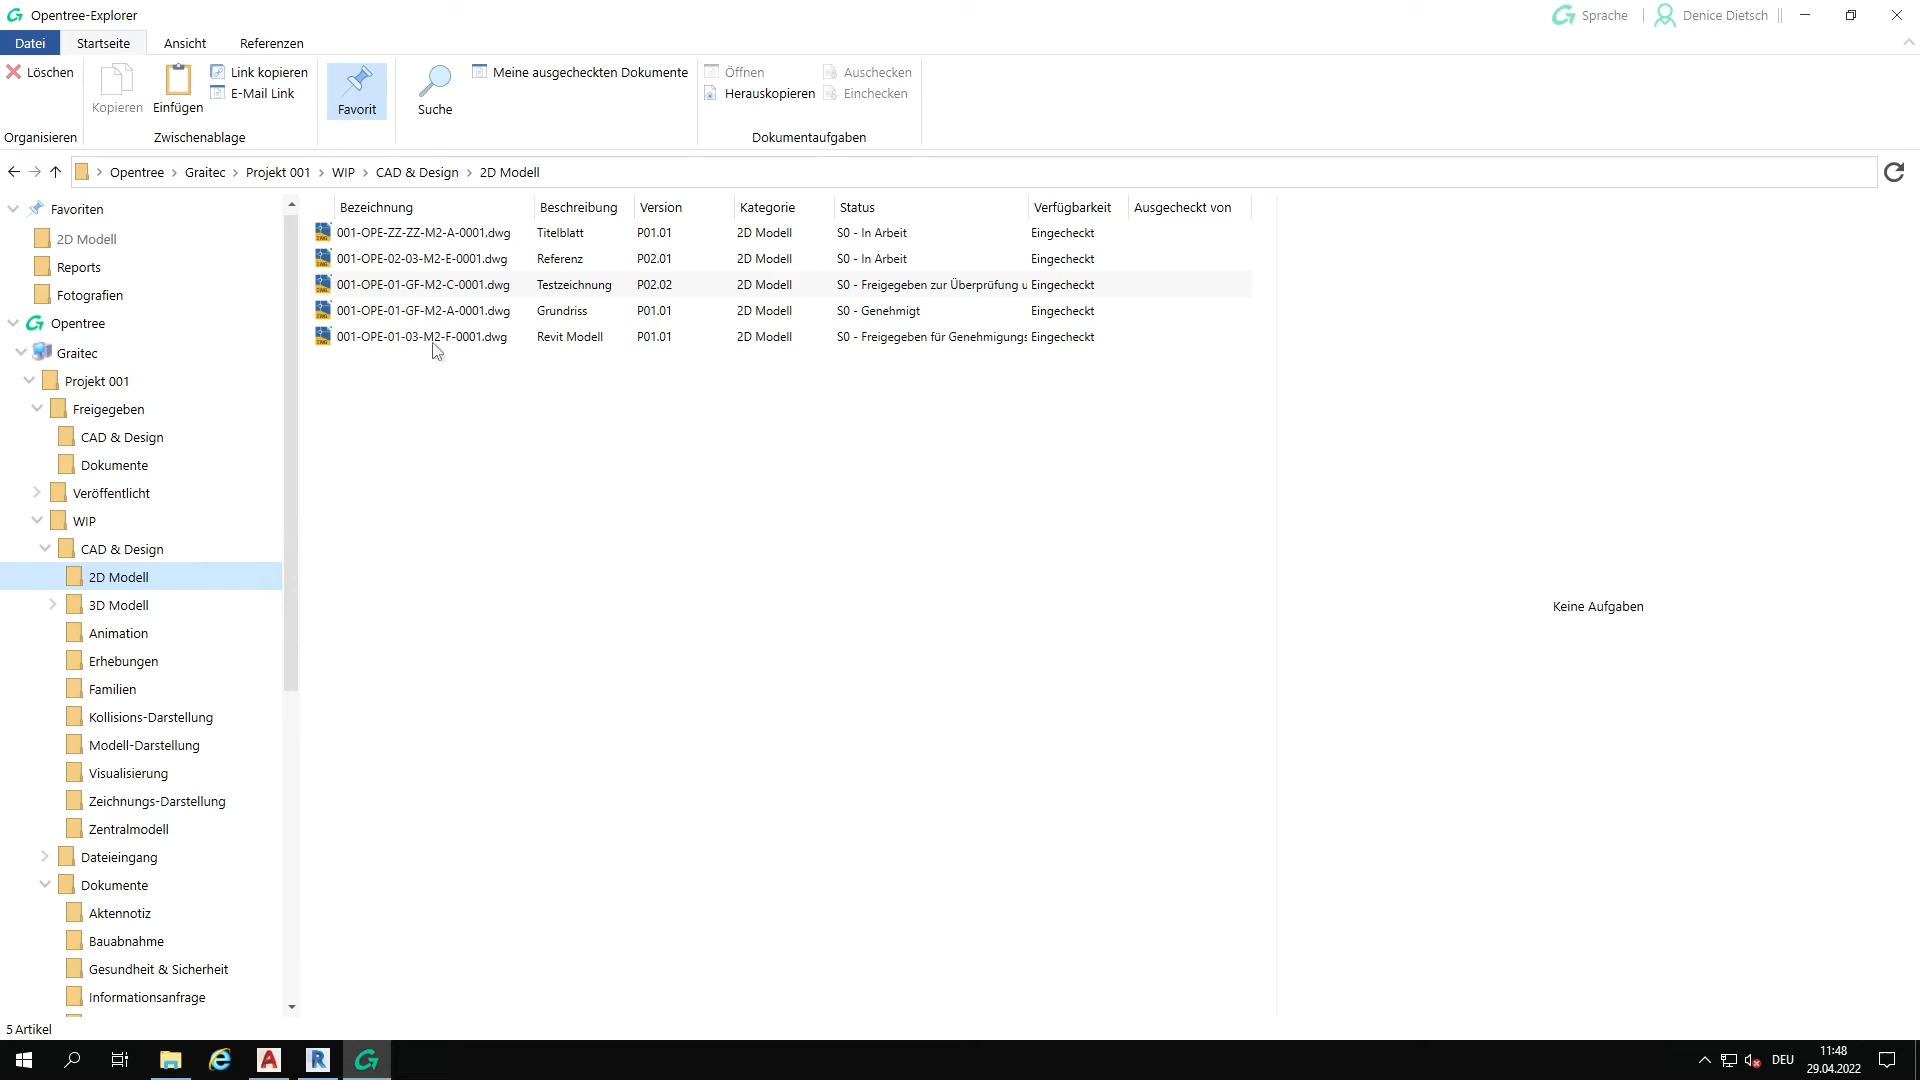 Opentree-Explorer
Sprache
Denice Dietsch
Datei
Startseite
Ansicht
Referenzen
Löschen
Organisieren
Kopieren
Einfügen
Link kopieren
E-Mail Link
Zwischenablage
Favorit
Suche
Meine ausgecheckten Dokumente
Öffnen
Herauskopieren
Auschecken
Einchecken
Dokumentaufgaben
Opentree > Graitec > Projekt 001 > WIP > CAD & Design > 2D Modell
Favoriten
2D Modell
Reports
Fotografien
Opentree
Graitec
Projekt 001
Freigegeben
CAD & Design
Dokumente
Veröffentlicht
WIP
CAD & Design
2D Modell
3D Modell
Animation
Erhebungen
Familien
Kollisions-Darstellung
Modell-Darstellung
Visualisierung
Zeichnungs-Darstellung
Zentralmodell
Dateieingang
Dokumente
Aktennotiz
Bauabnahme
Gesundheit & Sicherheit
Informationsanfrage
Bezeichnung Beschreibung Version Kategorie Status Verfügbarkeit Ausgecheckt von
001-OPE-ZZ-ZZ-M2-A-0001.dwg Titelblatt P01.01 2D Modell S0 - In Arbeit Eingecheckt
001-OPE-02-03-M2-E-0001.dwg Referenz P02.01 2D Modell S0 - In Arbeit Eingecheckt
001-OPE-01-GF-M2-C-0001.dwg Testzeichnung P02.02 2D Modell S0 - Freigegeben zur Überprüfung u Eingecheckt
001-OPE-01-GF-M2-A-0001.dwg Grundriss P01.01 2D Modell S0 - Genehmigt Eingecheckt
001-OPE-01-03-M2-F-0001.dwg Revit Modell P01.01 2D Modell S0 - Freigegeben für Genehmigungs Eingecheckt
Keine Aufgaben
5 Artikel
DEU
11:48
29.04.2022